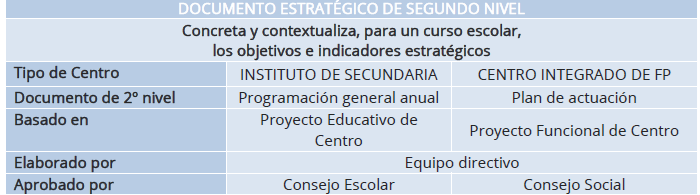 DOCUMENTO ESTRATÉGICO DE SEGUNDO NIVEL
Concreta y contextualiza, para un curso escolar,
los objetivos e indicadores estratégicos
Tipo de Centro INSTITUTO DE SECUNDARIA CENTRO INTEGRADO DE FP
Documento de 2º nivel Programación general anual Plan de actuación
Basado en Proyecto Educativo de Centro Proyecto Funcional de Centro
Elaborado por Equipo directivo
Aprobado por Consejo Escolar Consejo Social